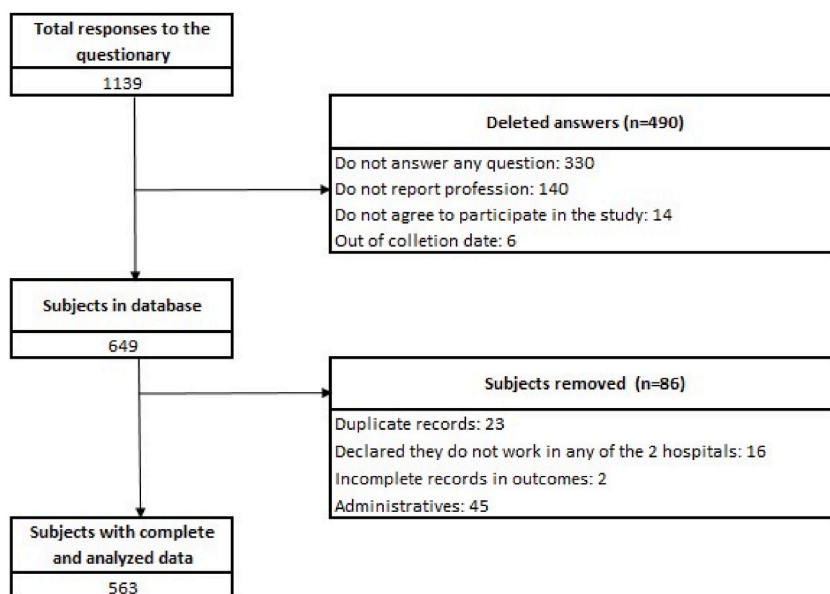 Total responses to the
questionary
1139
Deleted answers (n=490)
Do not answer any question: 330
Do not report profession: 140
Do not agree to participate in the study: 14
Out of colletion date: 6
Subjects in database
649
Subjects removed (n=86)
Duplicate records: 23
Declared they do not work in any of the 2 hospitals: 16
Incomplete records in outcomes: 2
Administratives: 45
Subjects with complete
and analyzed data
563